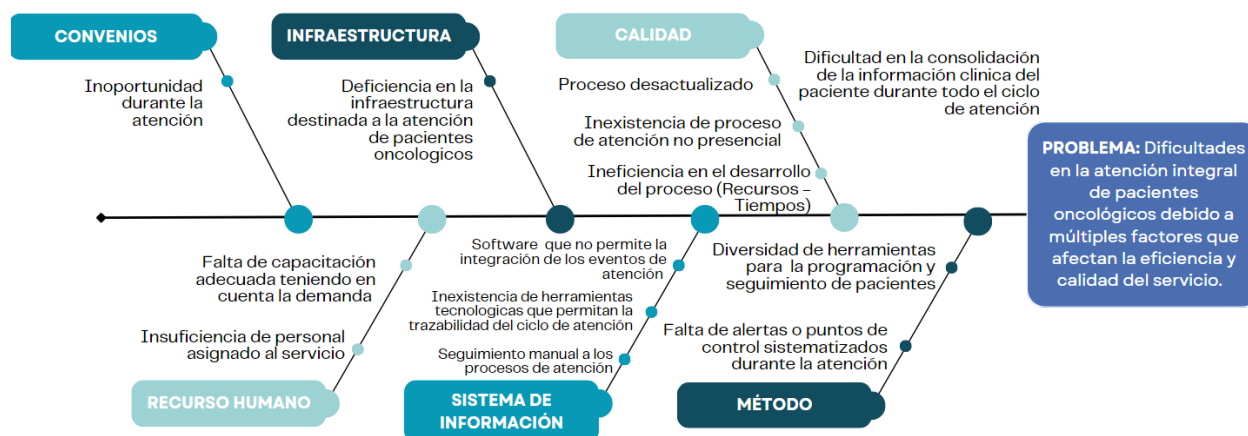 CONVENIOS
Inoportunidad
durante la
atención
INFRAESTRUCTURA
Deficiencia en la
infraestructura
destinada a la atención
de pacientes
oncologicos
CALIDAD
Proceso desactualizado
Inexistencia de proceso
de atención no presencial
Ineficiencia en el desarrollo
del proceso (Recursos –
Tiempos)
Dificultad en la consolidación
de la información clinica del
paciente durante todo el ciclo
de atención
PROBLEMA: Dificultades
en la atención integral
de pacientes
oncológicos debido a
múltiples factores que
afectan la eficiencia y
calidad del servicio.
Falta de capacitación
adecuada teniendo en
cuenta la demanda
Insuficiencia de personal
asignado al servicio
RECURSO HUMANO
Software que no permite la
integración de los eventos de
atención
Inexistencia de herramientas
tecnologicas que permitan la
trazabilidad del ciclo de atención
Seguimiento manual a los
procesos de atención
SISTEMA DE
INFORMACIÓN
Diversidad de herramientas
para la programación y
seguimiento de pacientes
Falta de alertas o puntos de
control sistematizados
durante la atención
MÉTODO